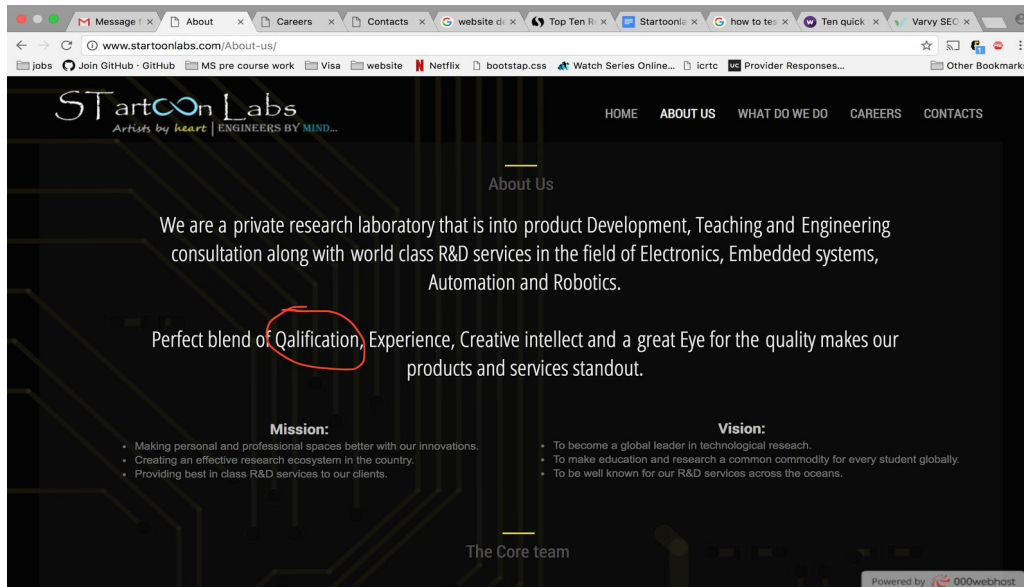 Message f
About
Careers
Contacts
website de
Top Ten R
Startoonla
how to tes
Ten quick
Varvy SEO
www.startoonlabs.com/About-us/
jobs Join GitHub · GitHub MS pre course work Visa website Netflix bootstap.css Watch Series Online... icrtc Provider Responses... Other Bookmarks
STartoon Labs
Artists by heart | ENGINEERS BY MIND...
HOME ABOUT US WHAT DO WE DO CAREERS CONTACTS
About Us
We are a private research laboratory that is into product Development, Teaching and Engineering
consultation along with world class R&D services in the field of Electronics, Embedded systems,
Automation and Robotics.
Perfect blend of Qalification, Experience, Creative intellect and a great Eye for the quality makes our
products and services standout.
Mission:
Making personal and professional spaces better with our innovations.
Creating an effective research ecosystem in the country.
Providing best in class R&D services to our clients.
Vision:
To become a global leader in technological reseach.
To make education and research a common commodity for every student globally.
To be well known for our R&D services across the oceans.
The Core team
Powered by 000webhost